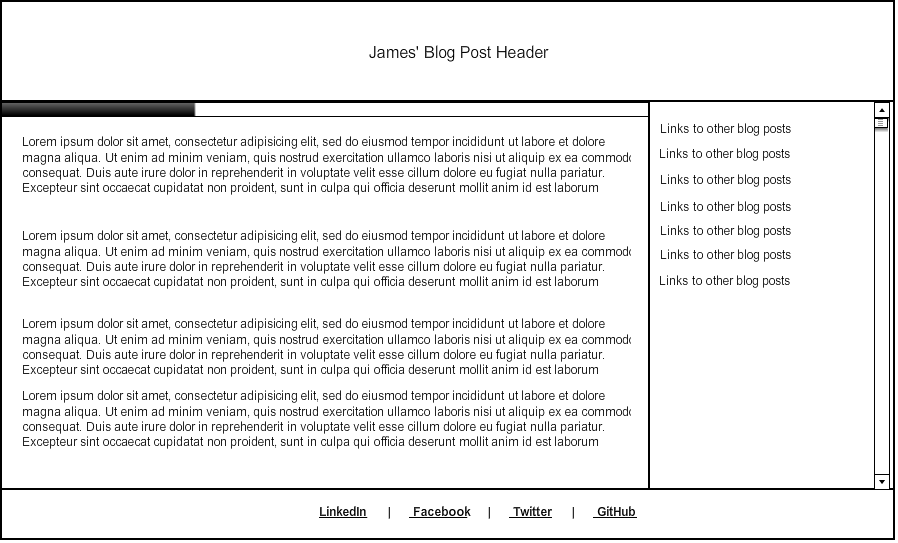 James' Blog Post Header
Lorem ipsum dolor sit amet, consectetur adipisicing elit, sed do eiusmod tempor incididunt ut labore et dolore
magna aliqua. Ut enim ad minim veniam, quis nostrud exercitation ullamco laboris nisi ut aliquip ex ea commodo
consequat. Duis aute irure dolor in reprehenderit in voluptate velit esse cillum dolore eu fugiat nulla pariatur.
Excepteur sint occaecat cupidatat non proident, sunt in culpa qui officia deserunt mollit anim id est laborum
Lorem ipsum dolor sit amet, consectetur adipisicing elit, sed do eiusmod tempor incididunt ut labore et dolore
magna aliqua. Ut enim ad minim veniam, quis nostrud exercitation ullamco laboris nisi ut aliquip ex ea commodo
consequat. Duis aute irure dolor in reprehenderit in voluptate velit esse cillum dolore eu fugiat nulla pariatur.
Excepteur sint occaecat cupidatat non proident, sunt in culpa qui officia deserunt mollit anim id est laborum
Lorem ipsum dolor sit amet, consectetur adipisicing elit, sed do eiusmod tempor incididunt ut labore et dolore
magna aliqua. Ut enim ad minim veniam, quis nostrud exercitation ullamco laboris nisi ut aliquip ex ea commodo
consequat. Duis aute irure dolor in reprehenderit in voluptate velit esse cillum dolore eu fugiat nulla pariatur.
Excepteur sint occaecat cupidatat non proident, sunt in culpa qui officia deserunt mollit anim id est laborum
Lorem ipsum dolor sit amet, consectetur adipisicing elit, sed do eiusmod tempor incididunt ut labore et dolore
magna aliqua. Ut enim ad minim veniam, quis nostrud exercitation ullamco laboris nisi ut aliquip ex ea commodo
consequat. Duis aute irure dolor in reprehenderit in voluptate velit esse cillum dolore eu fugiat nulla pariatur.
Excepteur sint occaecat cupidatat non proident, sunt in culpa qui officia deserunt mollit anim id est laborum
Links to other blog posts
Links to other blog posts
Links to other blog posts
Links to other blog posts
Links to other blog posts
Links to other blog posts
Links to other blog posts
LinkedIn | Facebook | Twitter | GitHub